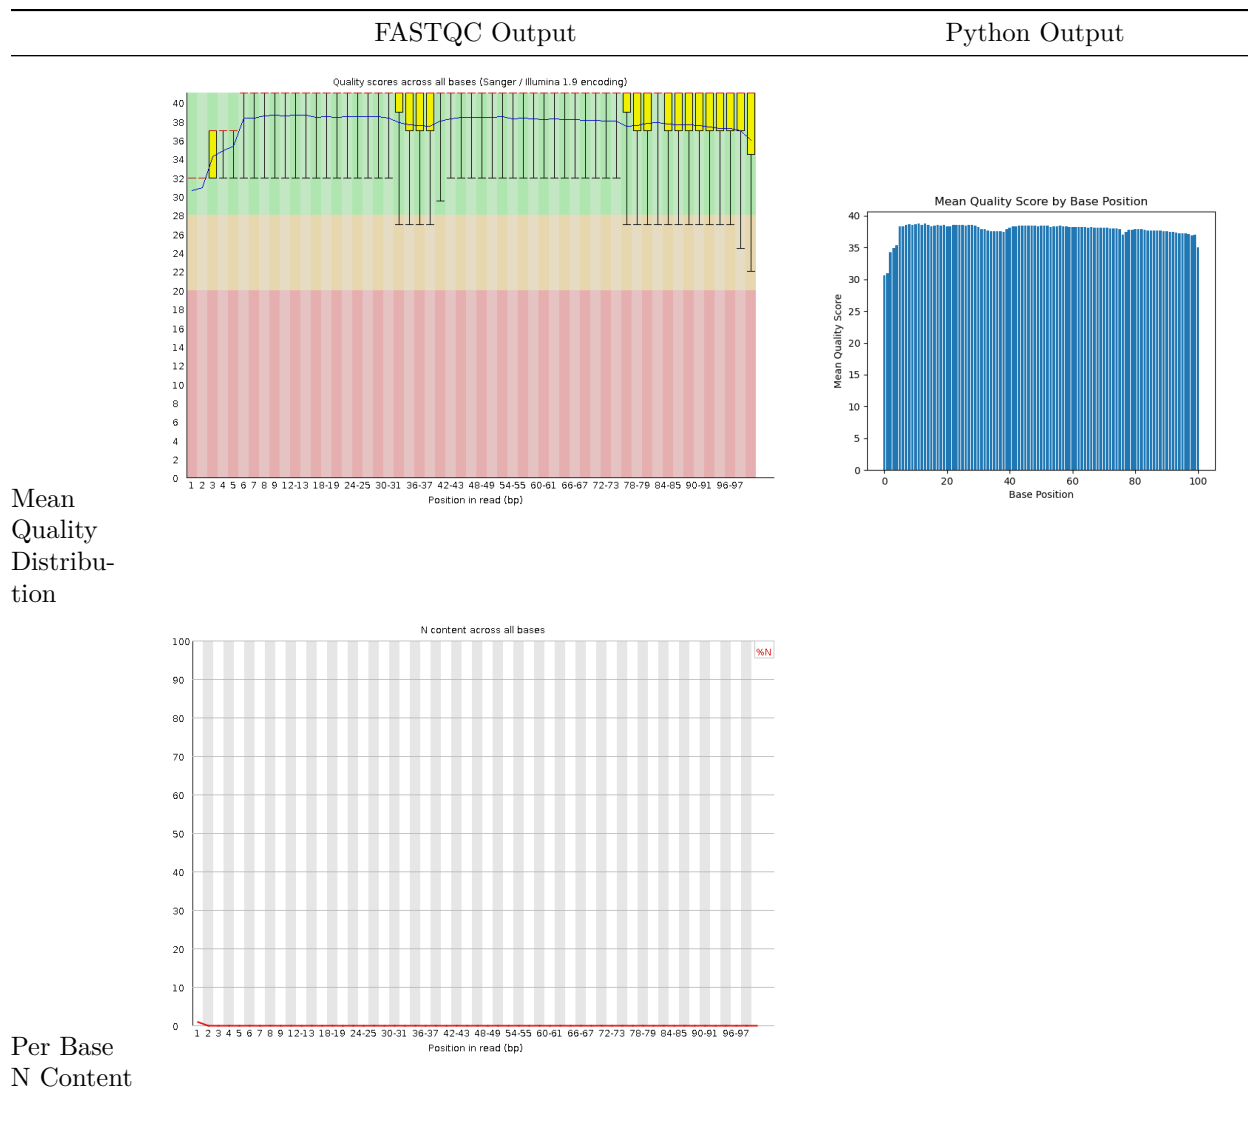 FASTQC Output Python Output
Quality scores across all bases (Sanger / Illumina 1.9 encoding)
40
38
36
34
32
30
28
26
24
22
20
18
16
14
12
10
8
6
4
2
0
1 2 3 4 5 6 7 8 9 12-13 18-19 24-25 30-31 36-37 42-43 48-49 54-55 60-61 66-67 72-73 78-79 84-85 90-91 96-97
Position in read (bp)
Mean Quality Score by Base Position
Mean Quality Score
40
35
30
25
20
15
10
5
0
0 20 40 60 80 100
Base Position
Mean
Quality
Distribu-
tion
N content across all bases
%N
100
90
80
70
60
50
40
30
20
10
0
1 2 3 4 5 6 7 8 9 12-13 18-19 24-25 30-31 36-37 42-43 48-49 54-55 60-61 66-67 72-73 78-79 84-85 90-91 96-97
Position in read (bp)
Per Base
N Content